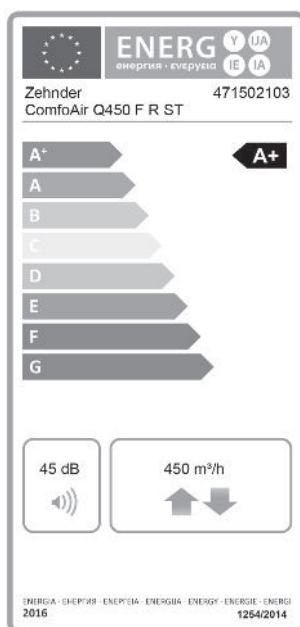 ENERG Y IJA
енергия · ενεργεια IE IA
Zehnder 471502103
ComfoAir Q450 F R ST
A+ A+
A
B
C
D
E
F
G
45 dB 450 m³/h
ENERGIA · ЕНЕРГИЯ · ΕΝΕΡΓΕΙΑ · ENERGIJA · ENERGY · ENERGIE · ENERGI
2016 1254/2014